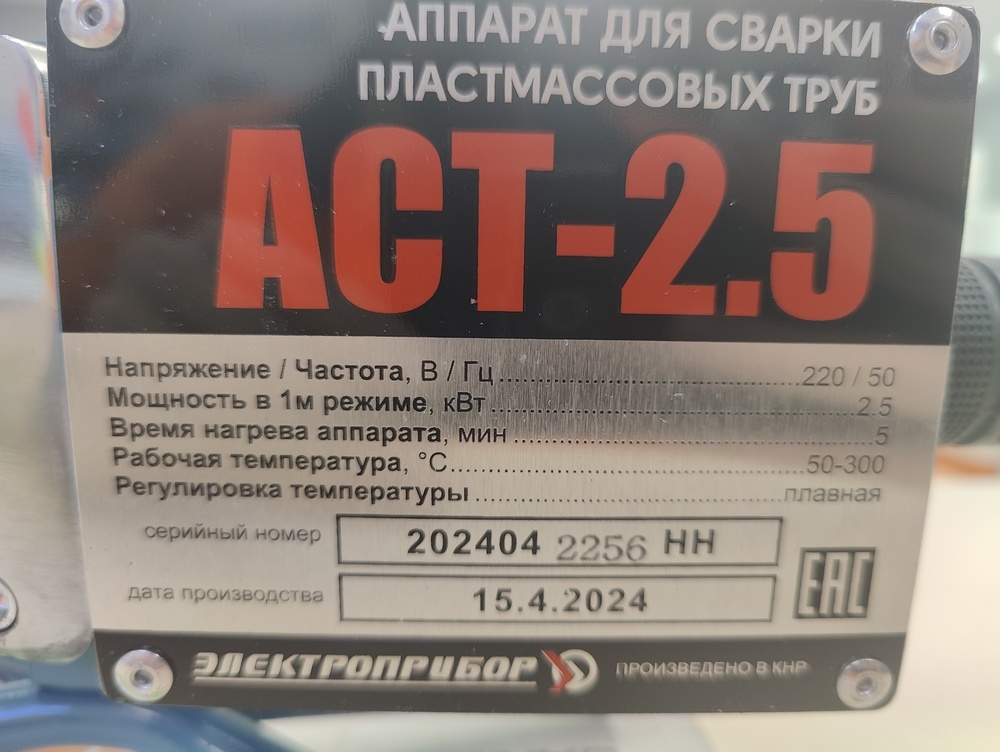 АППАРАТ ДЛЯ СВАРКИ
ПЛАСТМАССОВЫХ ТРУБ
АСТ-2.5
Напряжение / Частота, В / Гц........................................220 / 50
Мощность в 1м режиме, кВт..................................................2.5
Время нагрева аппарата, мин................................................5
Рабочая температура, °С..............................................50-300
Регулировка температуры.......................................плавная
серийный номер 202404 2256 НН
дата производства 15.4.2024
ЕАС
ЭЛЕКТРОПРИБОР ПРОИЗВЕДЕНО В КНР